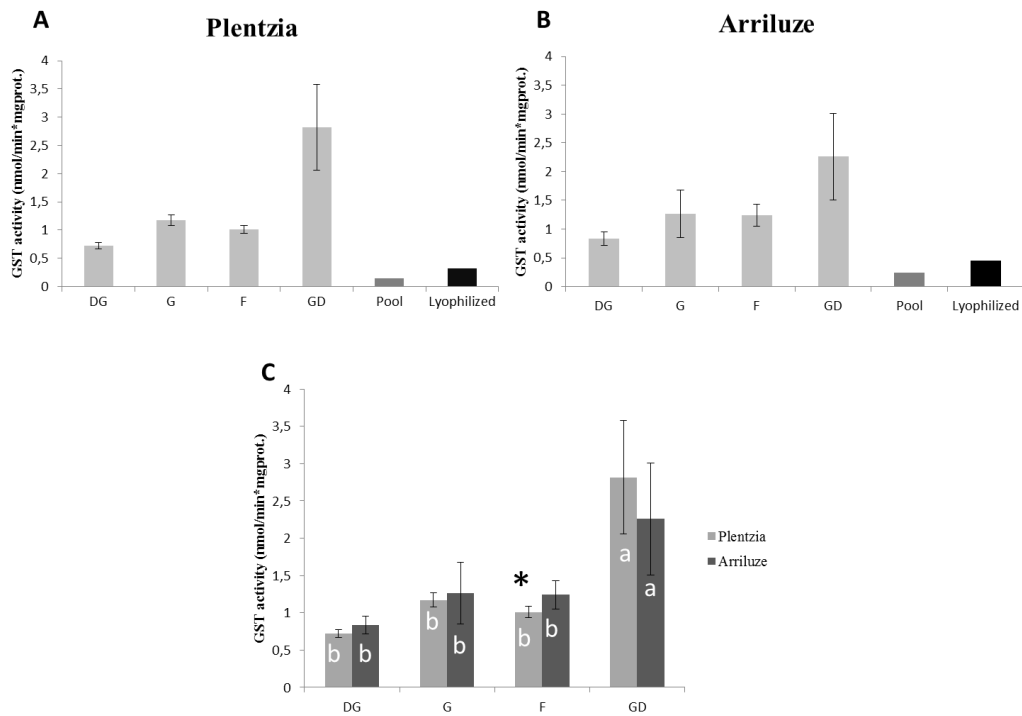 A
Plentzia
GST activity (nmol/min*mgprot.)
4
3,5
3
2,5
2
1,5
1
0,5
0
DG G F GD Pool Lyophilized
B
Arriluze
GST activity (nmol/min*mgprot.)
4
3,5
3
2,5
2
1,5
1
0,5
0
DG G F GD Pool Lyophilized
C
GST activity (nmol/min*mgprot.)
4
3,5
3
2,5
2
1,5
1
0,5
0
b b b b * b b a a
DG G F GD
Plentzia
Arriluze